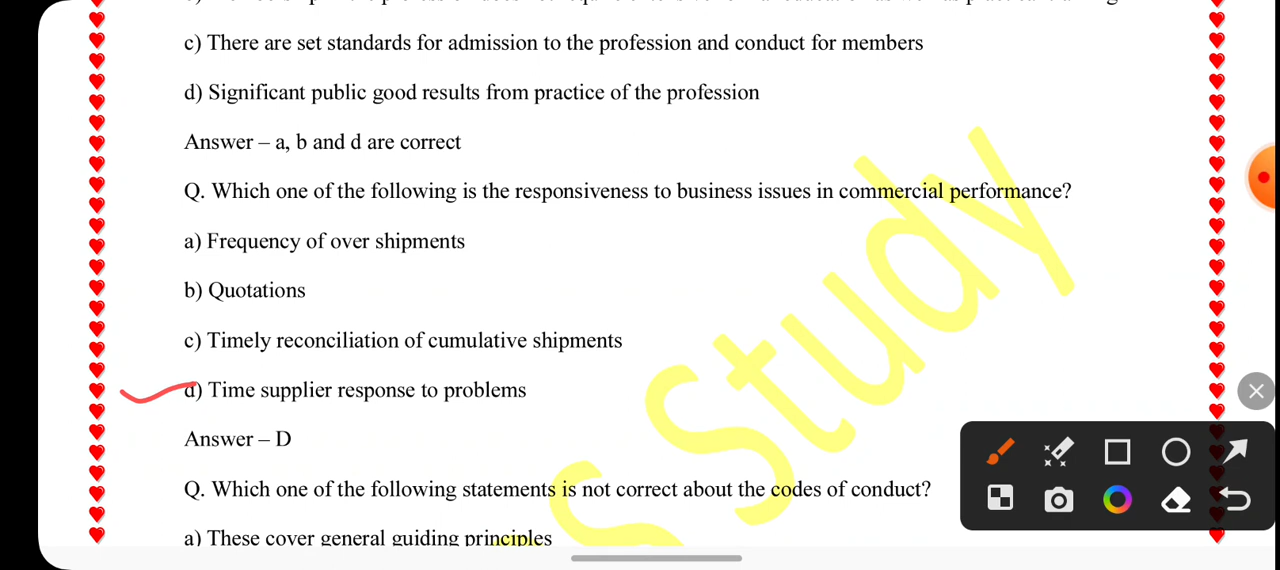 c) There are set standards for admission to the profession and conduct for members
d) Significant public good results from practice of the profession
Answer – a, b and d are correct
Q. Which one of the following is the responsiveness to business issues in commercial performance?
a) Frequency of over shipments
b) Quotations
c) Timely reconciliation of cumulative shipments
d) Time supplier response to problems
Answer – D
Q. Which one of the following statements is not correct about the codes of conduct?
a) These cover general guiding principles
S Study